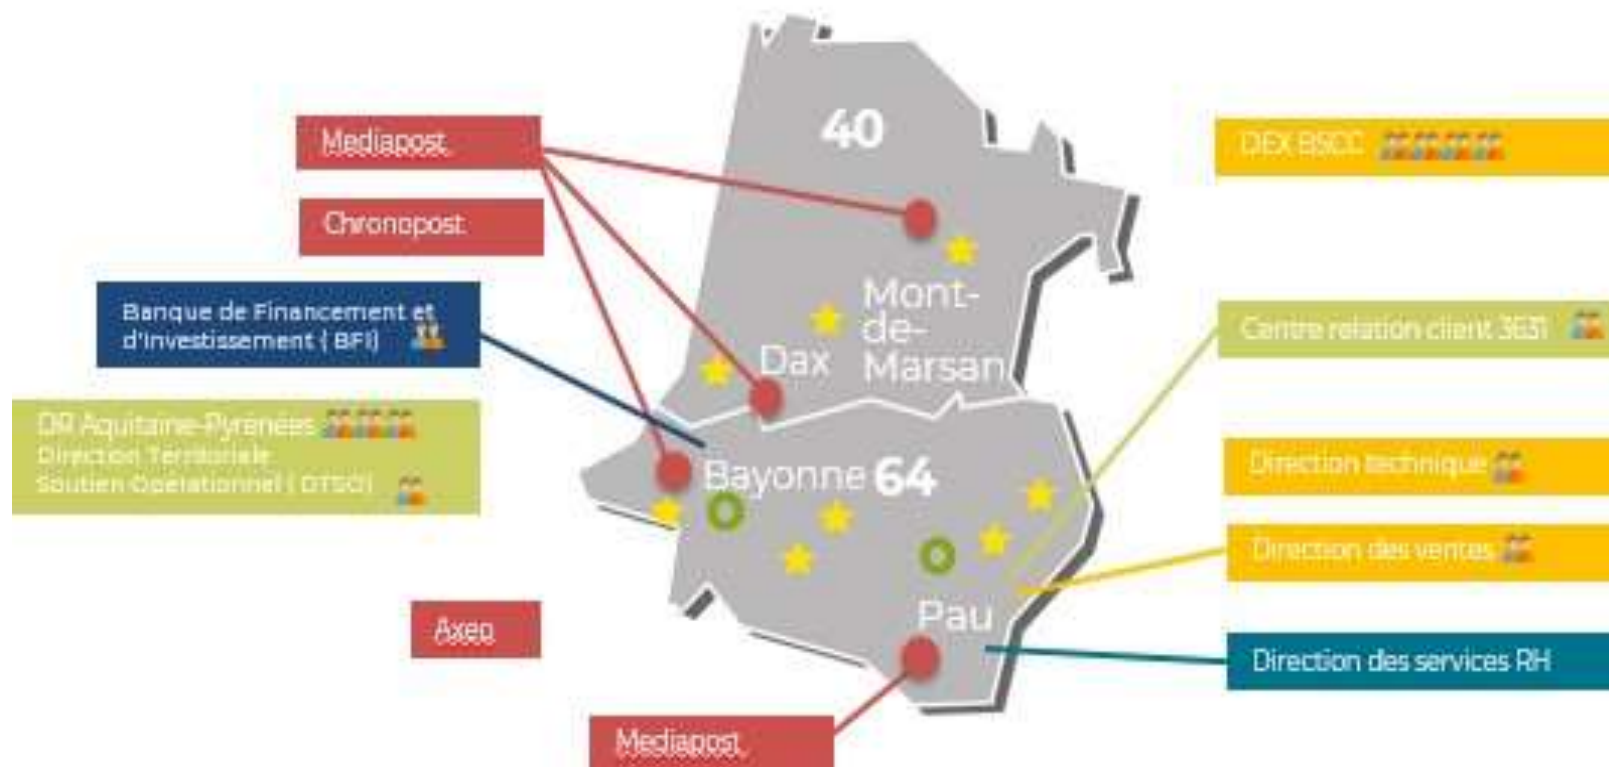 Mediapost
Chronopost
Banque de Financement et
d'Investissement ( BFI)
DR Aquitaine-Pyrénées
Direction Territoriale
Soutien Opérationnel ( DTSO)
Axeo
Mediapost
40
Mont-
de-
Marsan
Dax
Bayonne
64
Pau
DEX BSCC
Centre relation client 3631
Direction technique
Direction des ventes
Direction des services RH